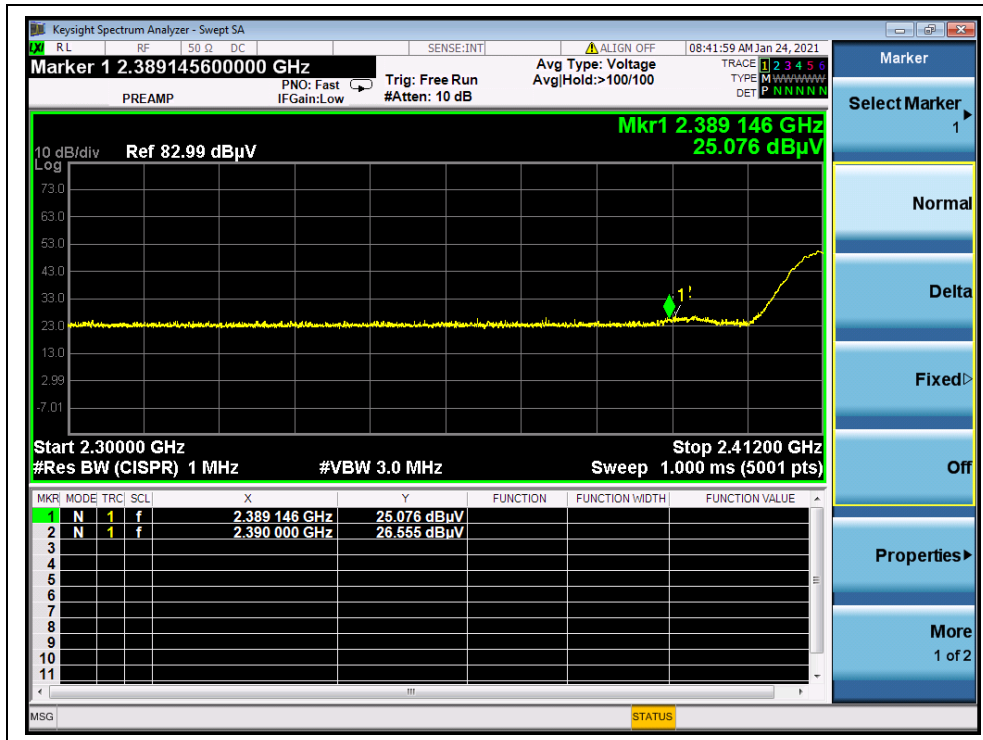 Keysight Spectrum Analyzer - Swept SA
LXI RL RF 50 Ω DC SENSE:INT ALIGN OFF 08:41:59 AM Jan 24, 2021
Marker 1 2.389145600000 GHz
PREAMP
PNO: Fast
IFGain:Low
Trig: Free Run
#Atten: 10 dB
Avg Type: Voltage
Avg|Hold:>100/100
TRACE 1 2 3 4 5 6
TYPE M WWWWW
DET P N N N N N
Mkr1 2.389 146 GHz
25.076 dBµV
10 dB/div Ref 82.99 dBµV
Log
73.0
63.0
53.0
43.0
33.0
23.0
13.0
2.99
-7.01
1
Start 2.30000 GHz Stop 2.41200 GHz
#Res BW (CISPR) 1 MHz #VBW 3.0 MHz Sweep 1.000 ms (5001 pts)
MKR MODE TRC SCL X Y FUNCTION FUNCTION WIDTH FUNCTION VALUE
1 N 1 f 2.389 146 GHz 25.076 dBµV
2 N 1 f 2.390 000 GHz 26.555 dBµV
3
4
5
6
7
8
9
10
11
MSG STATUS
Marker
Select Marker
1
Normal
Delta
Fixed
Off
Properties
More
1 of 2